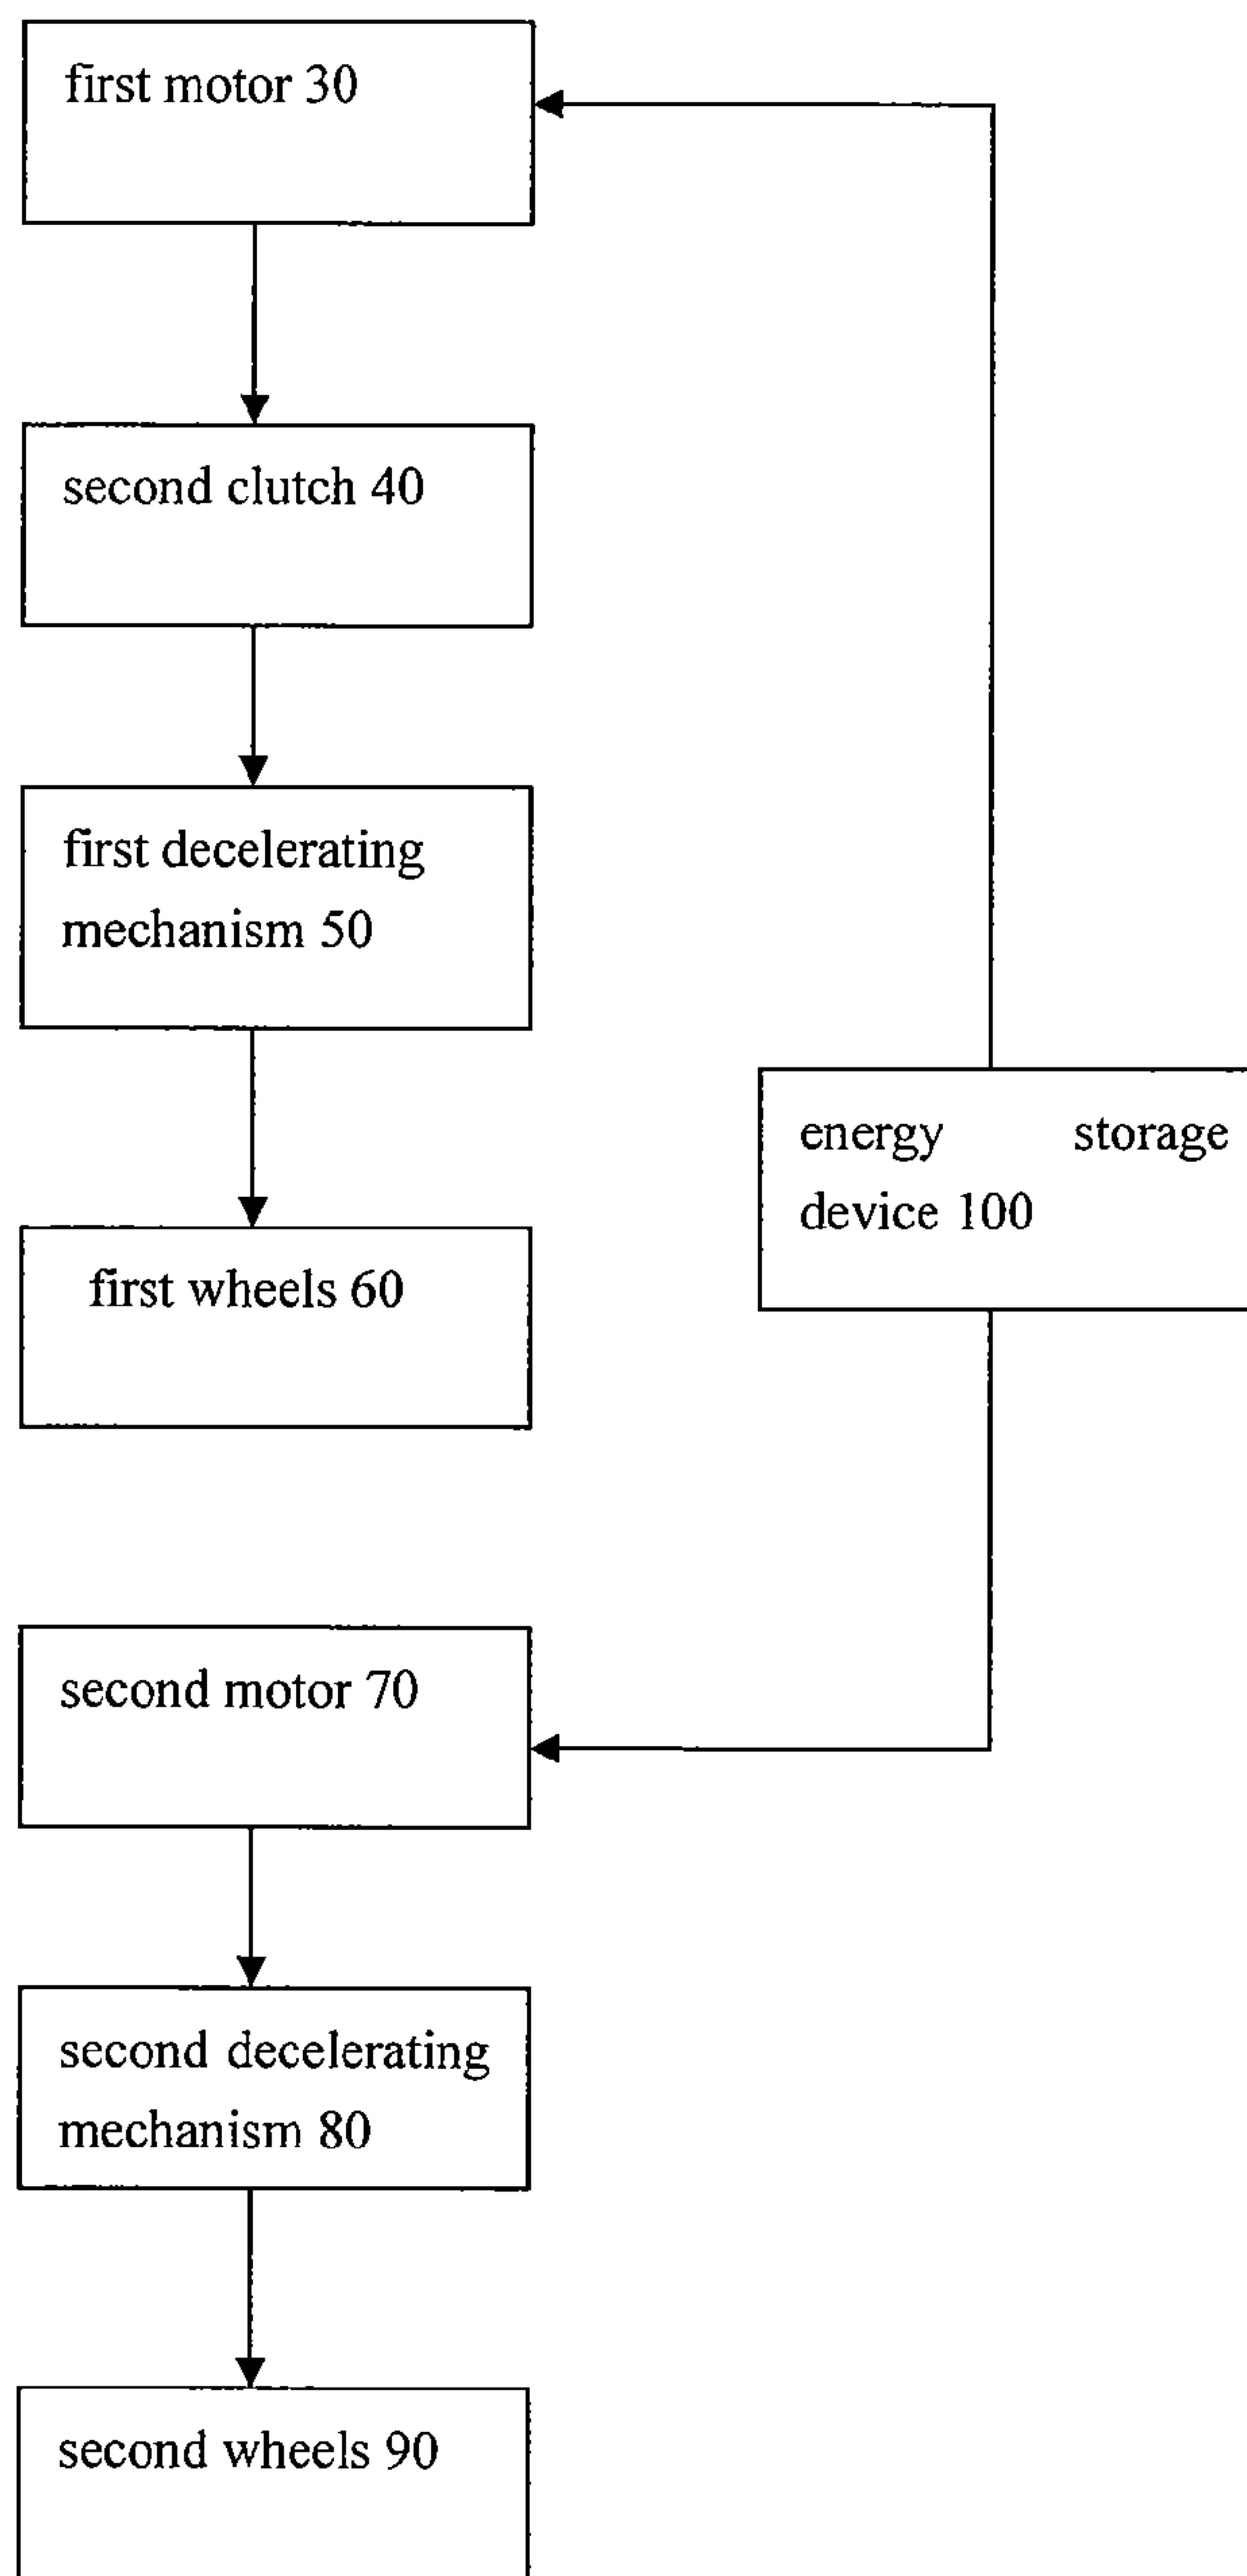 first motor 30
second clutch 40
first decelerating
mechanism 50
energy storage
device 100
first wheels 60
second motor 70
second decelerating
mechanism 80
second wheels 90